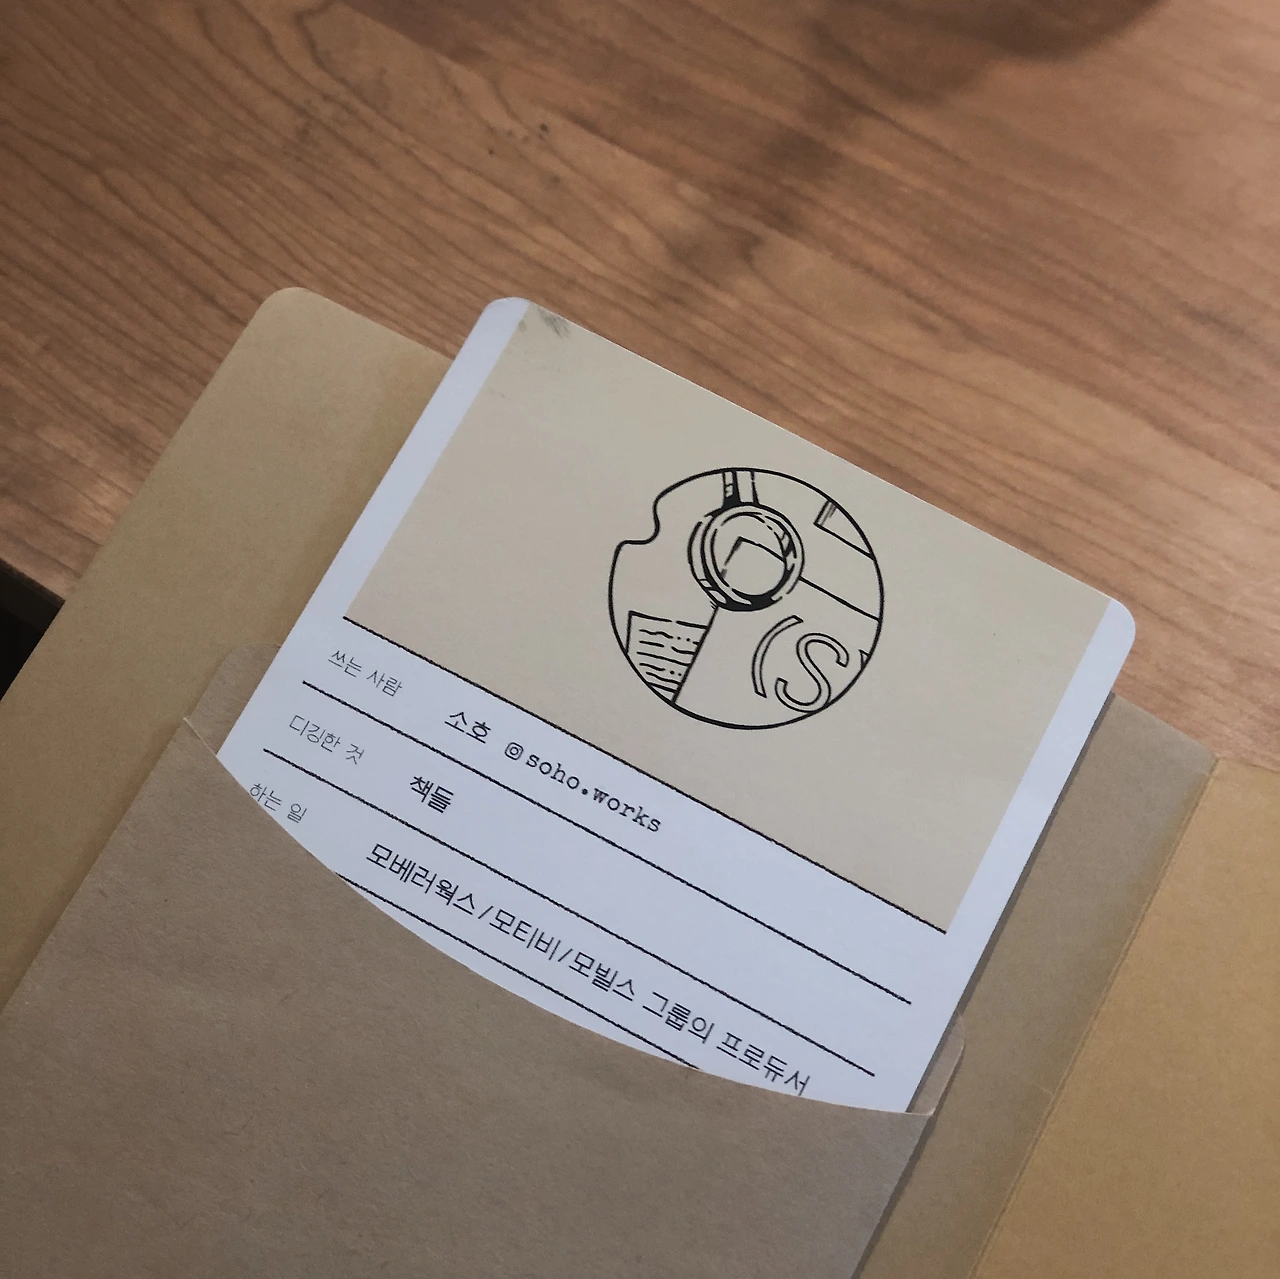 (S
쓰는 사람 소호 @soho.works
디깅한 것 책들
하는 일 모베러웍스/모티비/모빌스 그룹의 프로듀서